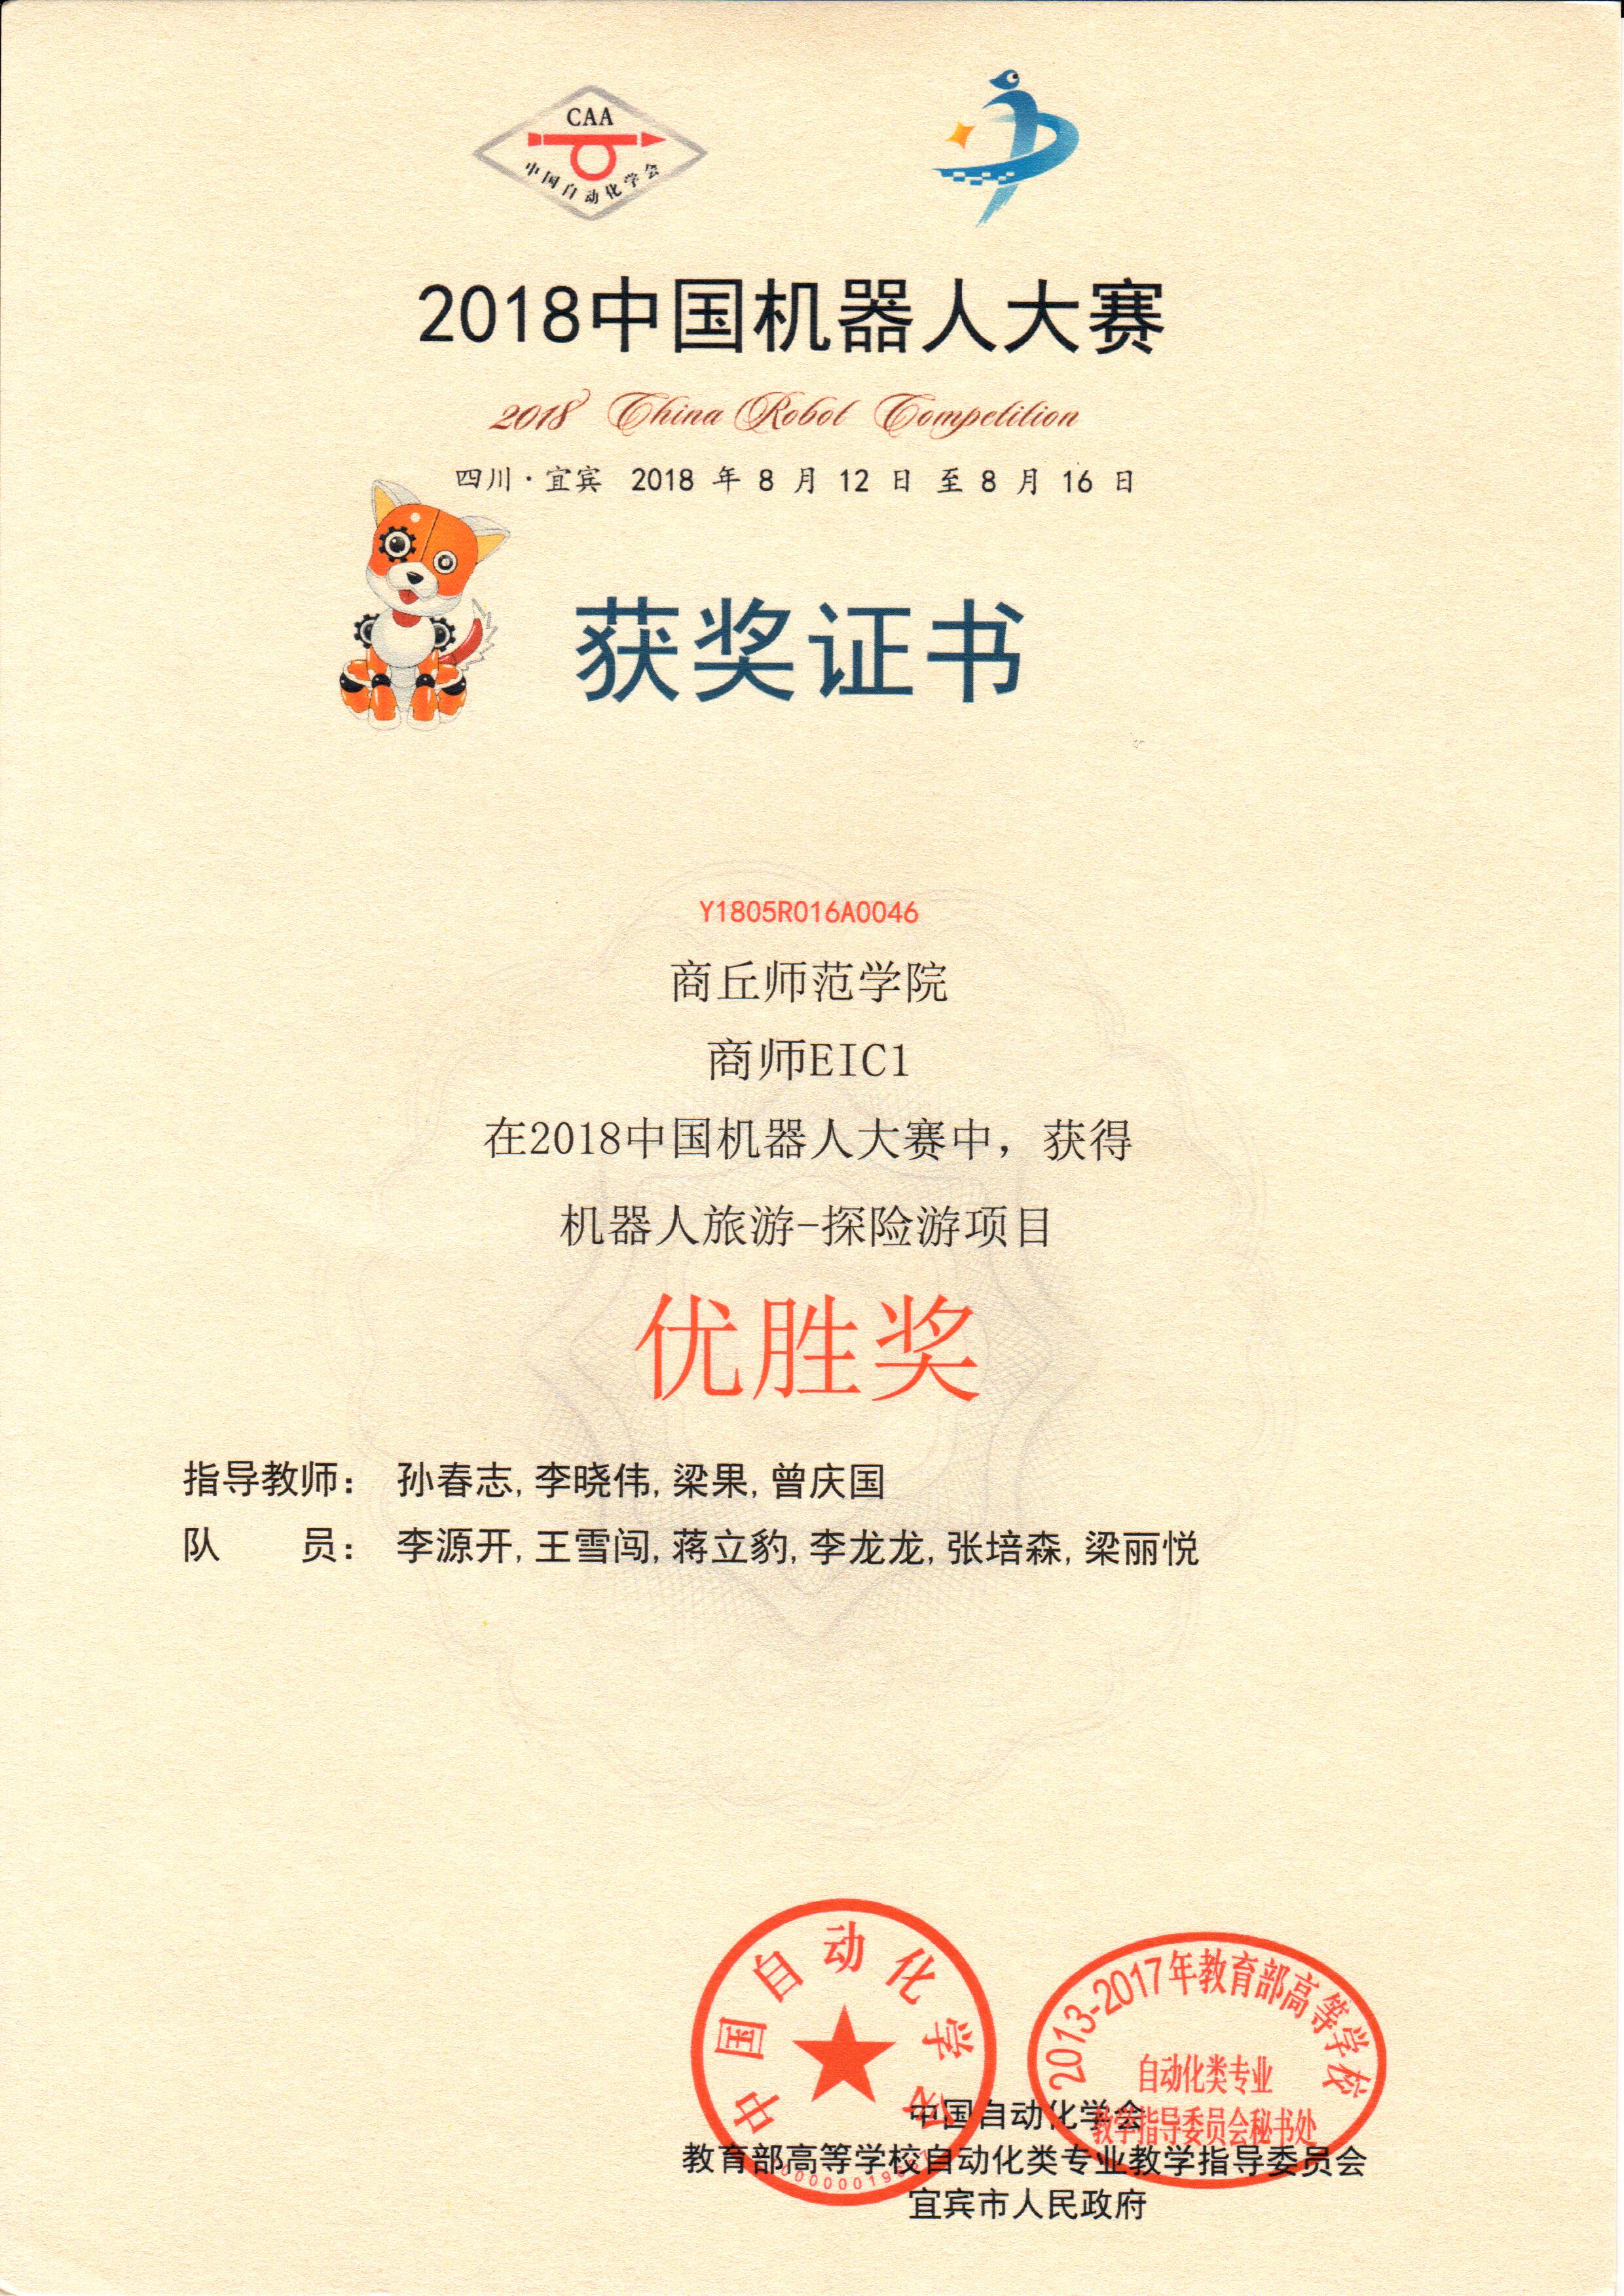 CAA
中国自动化学会
2018中国机器人大赛
2018 China Robot Competition
四川·宜宾 2018 年 8 月 12 日 至 8 月 16 日
获奖证书
Y1805R016A0046
商丘师范学院
商师EIC1
在2018中国机器人大赛中，获得
机器人旅游-探险游项目
优胜奖
指导教师： 孙春志,李晓伟,梁果,曾庆国
队 员： 李源开,王雪闯,蒋立豹,李龙龙,张培森,梁丽悦
中国自动化学会
2013-2017年教育部高等学校
自动化类专业
教学指导委员会秘书处
中国自动化学会
教育部高等学校自动化类专业教学指导委员会
宜宾市人民政府